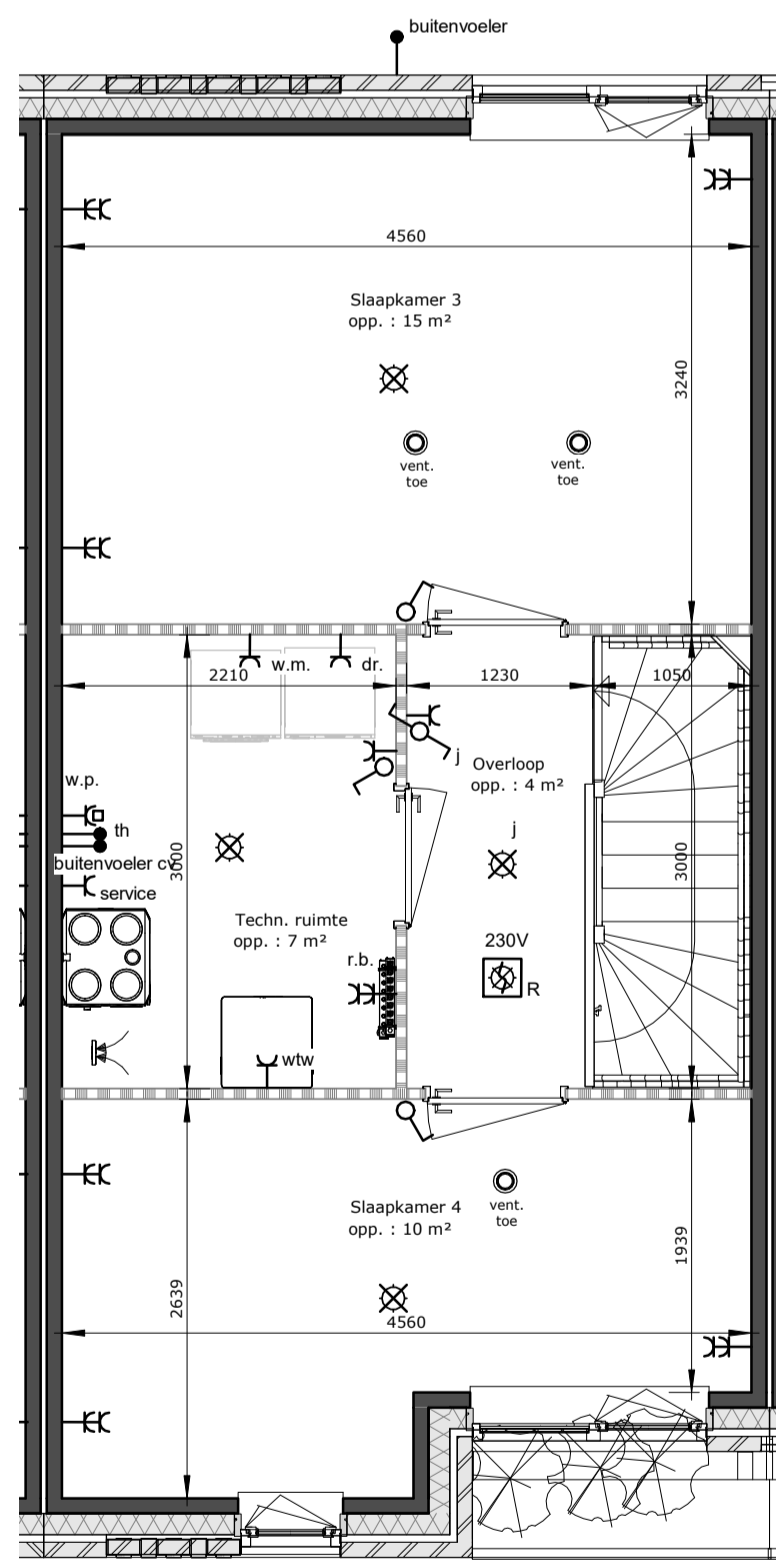 buitenvoeler
4560
Slaapkamer 3
opp. : 15 m²
3240
vent.
toe
vent.
toe
w.m.
dr.
2210
1230
1050
j
Overloop
opp. : 4 m²
w.p.
th
j
buitenvoeler cv
3000
3000
service
Techn. ruimte
opp. : 7 m²
230V
r.b.
R
wtw
Slaapkamer 4
opp. : 10 m²
vent.
toe
1939
2639
4560